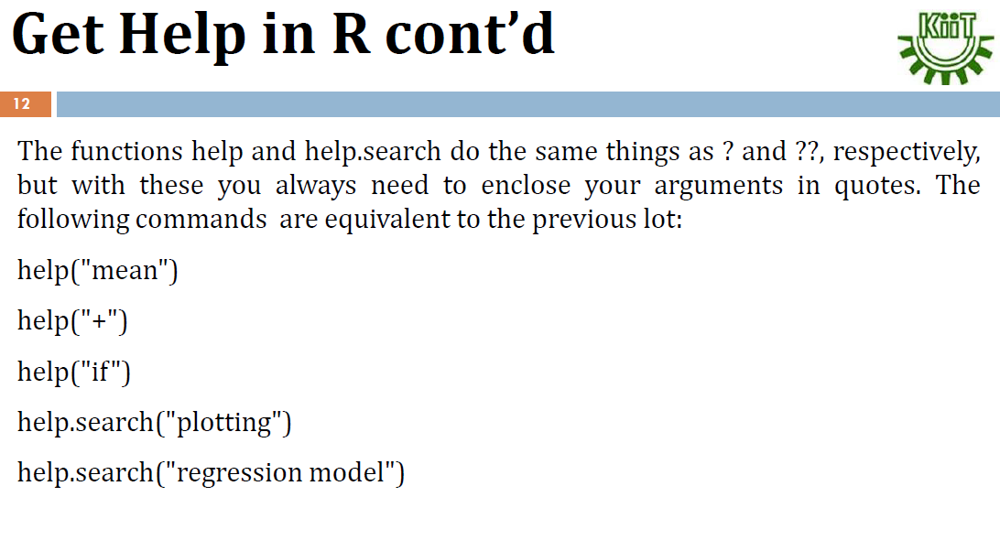 Get Help in R cont’d
KiiT
12
The functions help and help.search do the same things as ? and ??, respectively,
but with these you always need to enclose your arguments in quotes. The
following commands  are equivalent to the previous lot:
help("mean")
help("+")
help("if")
help.search("plotting")
help.search("regression model")